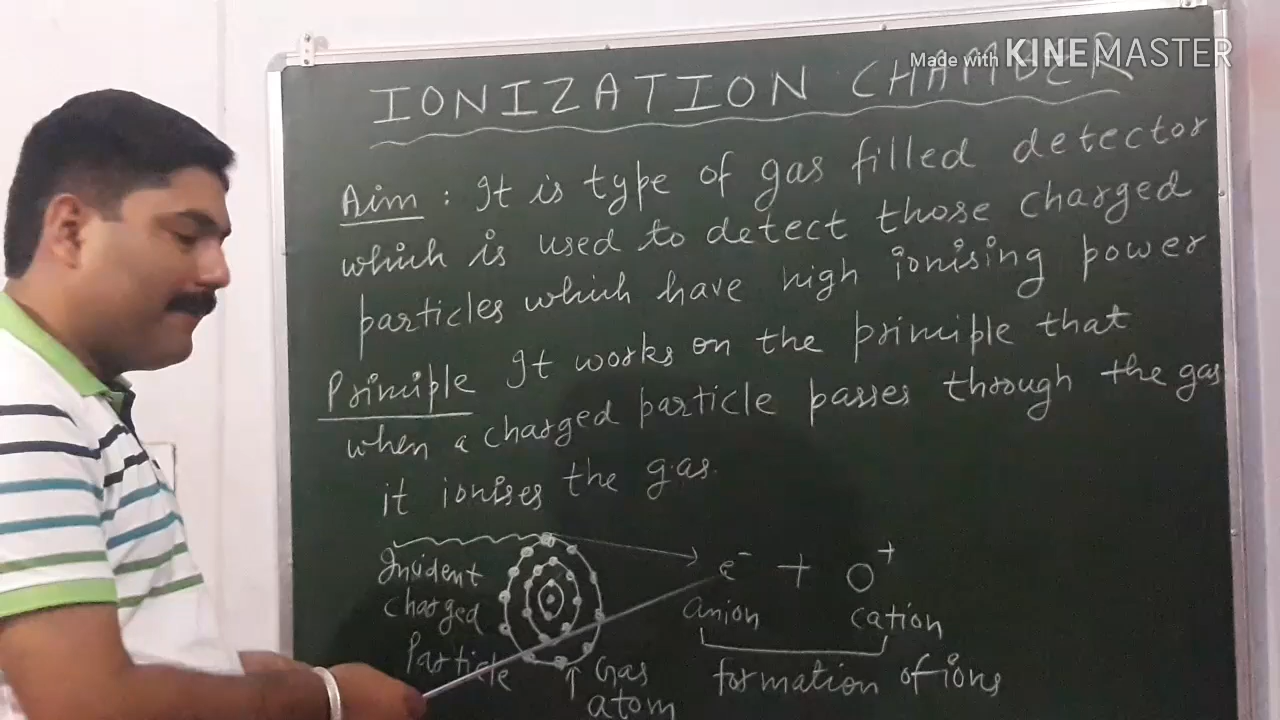 Made with KINEMASTER
IONIZATION CHAMBER
Aim : It is type of gas filled detector
which is used to detect those charged
particles which have high ionising power
Principle It works on the principle that
when a charged particle passes through the gas
it ionises the gas.
Incident
charged
Particle
Gas
atom
e⁻ + O⁺
anion cation
formation of ions